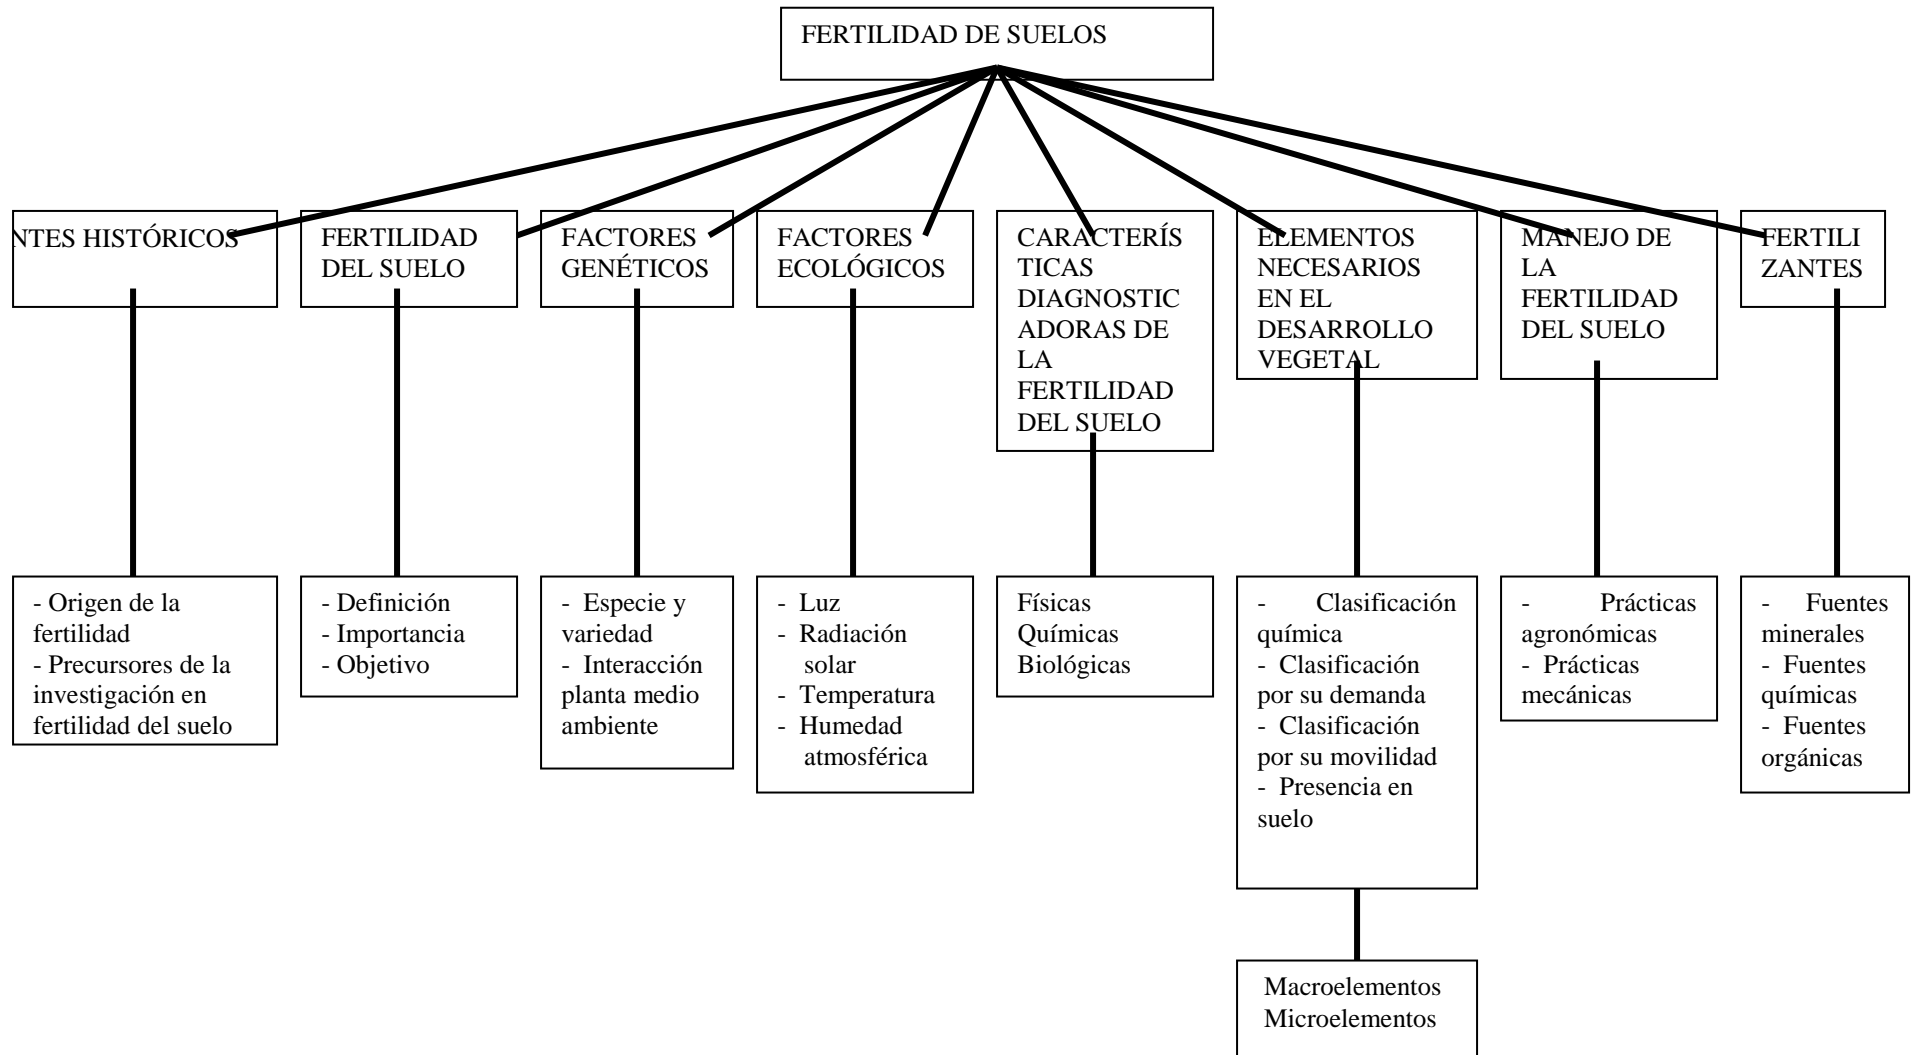 FERTILIDAD DE SUELOS
NTES HISTÓRICOS
FERTILIDAD
DEL SUELO
FACTORES
GENÉTICOS
FACTORES
ECOLÓGICOS
CARACTERÍS
TICAS
DIAGNOSTIC
ADORAS DE
LA
FERTILIDAD
DEL SUELO
ELEMENTOS
NECESARIOS
EN EL
DESARROLLO
VEGETAL
MANEJO DE
LA
FERTILIDAD
DEL SUELO
FERTILI
ZANTES
- Origen de la
fertilidad
- Precursores de la
investigación en
fertilidad del suelo
- Definición
- Importancia
- Objetivo
- Especie y
variedad
- Interacción
planta medio
ambiente
- Luz
- Radiación
solar
- Temperatura
- Humedad
atmosférica
Físicas
Químicas
Biológicas
- Clasificación
química
- Clasificación
por su demanda
- Clasificación
por su movilidad
- Presencia en
suelo
- Prácticas
agronómicas
- Prácticas
mecánicas
- Fuentes
minerales
- Fuentes
químicas
- Fuentes
orgánicas
Macroelementos
Microelementos